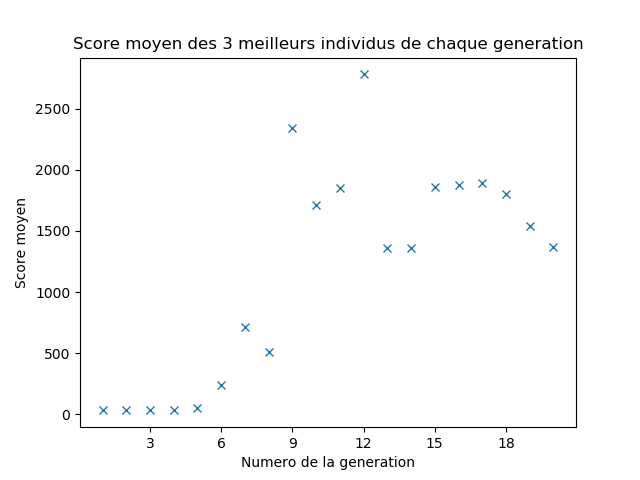 Score moyen des 3 meilleurs individus de chaque generation
2500
2000
1500
1000
500
0
Score moyen
3 6 9 12 15 18
Numero de la generation